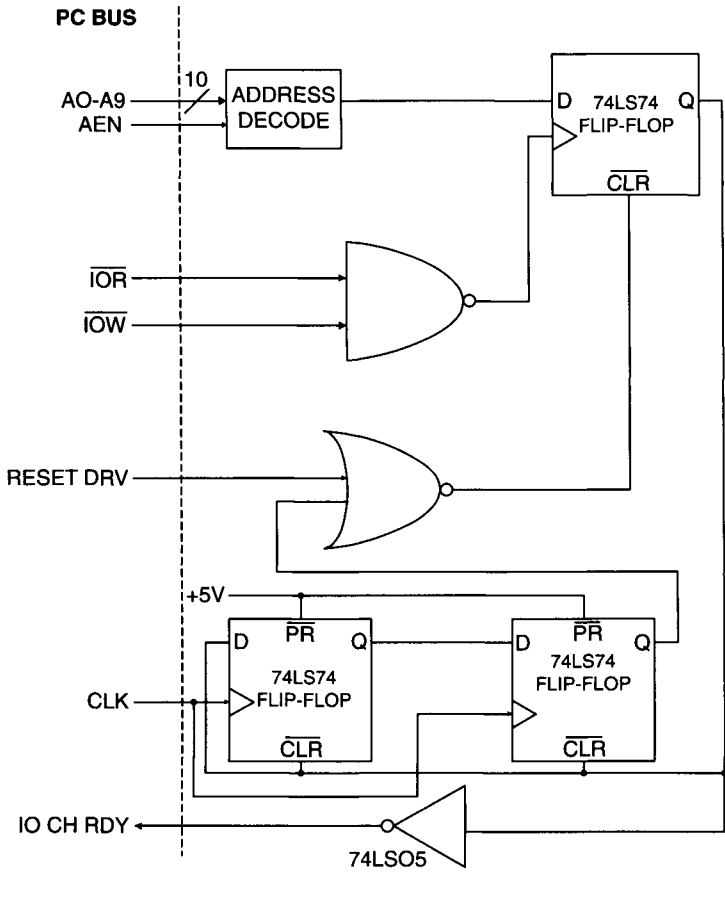 PC BUS
10
AO-A9
AEN
ADDRESS
DECODE
D
74LS74
FLIP-FLOP
Q
CLR
IOR
IOW
RESET DRV
+5V
D
PR
Q
74LS74
FLIP-FLOP
CLR
D
PR
Q
74LS74
FLIP-FLOP
CLR
CLK
IO CH RDY
74LSO5